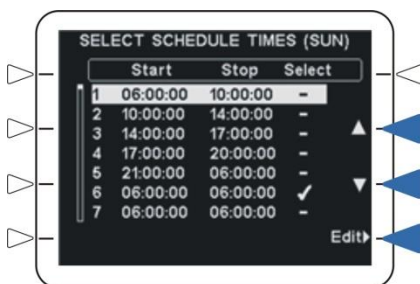 SELECT SCHEDULE TIMES (SUN)
Start Stop Select
1 06:00:00 10:00:00 -
2 10:00:00 14:00:00 -
3 14:00:00 17:00:00 -
4 17:00:00 20:00:00 -
5 21:00:00 06:00:00 -
6 06:00:00 06:00:00 ✓
7 06:00:00 06:00:00 -
Edit